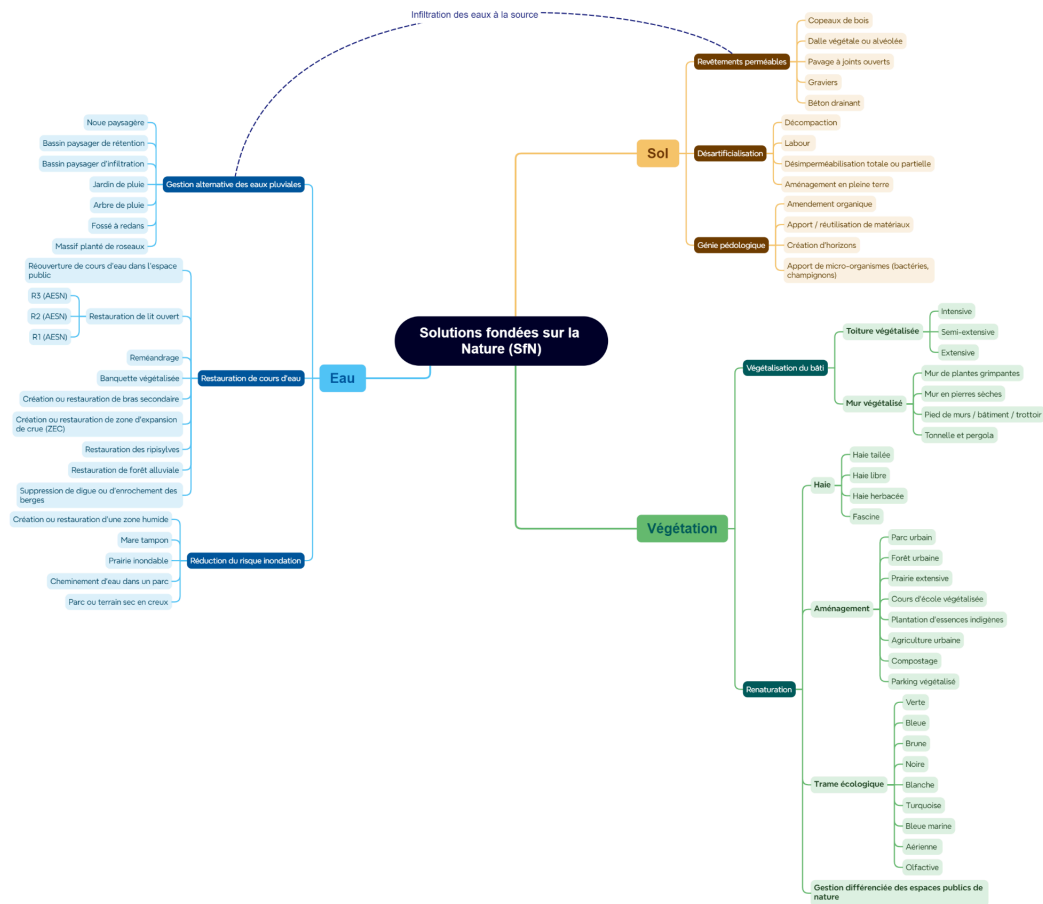 Infiltration des eaux à la source
Solutions fondées sur la
Nature (SfN)
Sol
Revêtements perméables
Copeaux de bois
Dalle végétale ou alvéolée
Pavage à joints ouverts
Graviers
Béton drainant
Désartificialisation
Décompaction
Labour
Désimperméabilisation totale ou partielle
Aménagement en pleine terre
Génie pédologique
Amendement organique
Apport / réutilisation de matériaux
Création d'horizons
Apport de micro-organismes (bactéries,
champignons)
Eau
Gestion alternative des eaux pluviales
Noue paysagère
Bassin paysager de rétention
Bassin paysager d'infiltration
Jardin de pluie
Arbre de pluie
Fossé à redans
Massif planté de roseaux
Restauration de cours d'eau
Réouverture de cours d'eau dans l'espace
public
Restauration de lit ouvert
R3 (AESN)
R2 (AESN)
R1 (AESN)
Reméandrage
Banquette végétalisée
Création ou restauration de bras secondaire
Création ou restauration de zone d'expansion
de crue (ZEC)
Restauration des ripisylves
Restauration de forêt alluviale
Suppression de digue ou d'enrochement des
berges
Réduction du risque inondation
Création ou restauration d'une zone humide
Mare tampon
Prairie inondable
Cheminement d'eau dans un parc
Parc ou terrain sec en creux
Végétation
Végétalisation du bâti
Toiture végétalisée
Intensive
Semi-extensive
Extensive
Mur végétalisé
Mur de plantes grimpantes
Mur en pierres sèches
Pied de murs / bâtiment / trottoir
Tonnelle et pergola
Renaturation
Haie
Haie tailée
Haie libre
Haie herbacée
Fascine
Aménagement
Parc urbain
Forêt urbaine
Prairie extensive
Cours d'école végétalisée
Plantation d'essences indigènes
Agriculture urbaine
Compostage
Parking végétalisé
Trame écologique
Verte
Bleue
Brune
Noire
Blanche
Turquoise
Bleue marine
Aérienne
Olfactive
Gestion différenciée des espaces publics de
nature